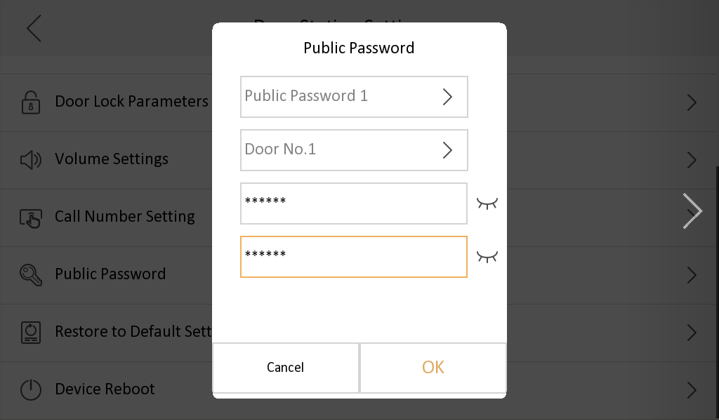 Public Password
Public Password 1
Door No.1
******
******
Cancel
OK
Door Lock Parameters
Volume Settings
Call Number Setting
Public Password
Restore to Default Sett
Device Reboot